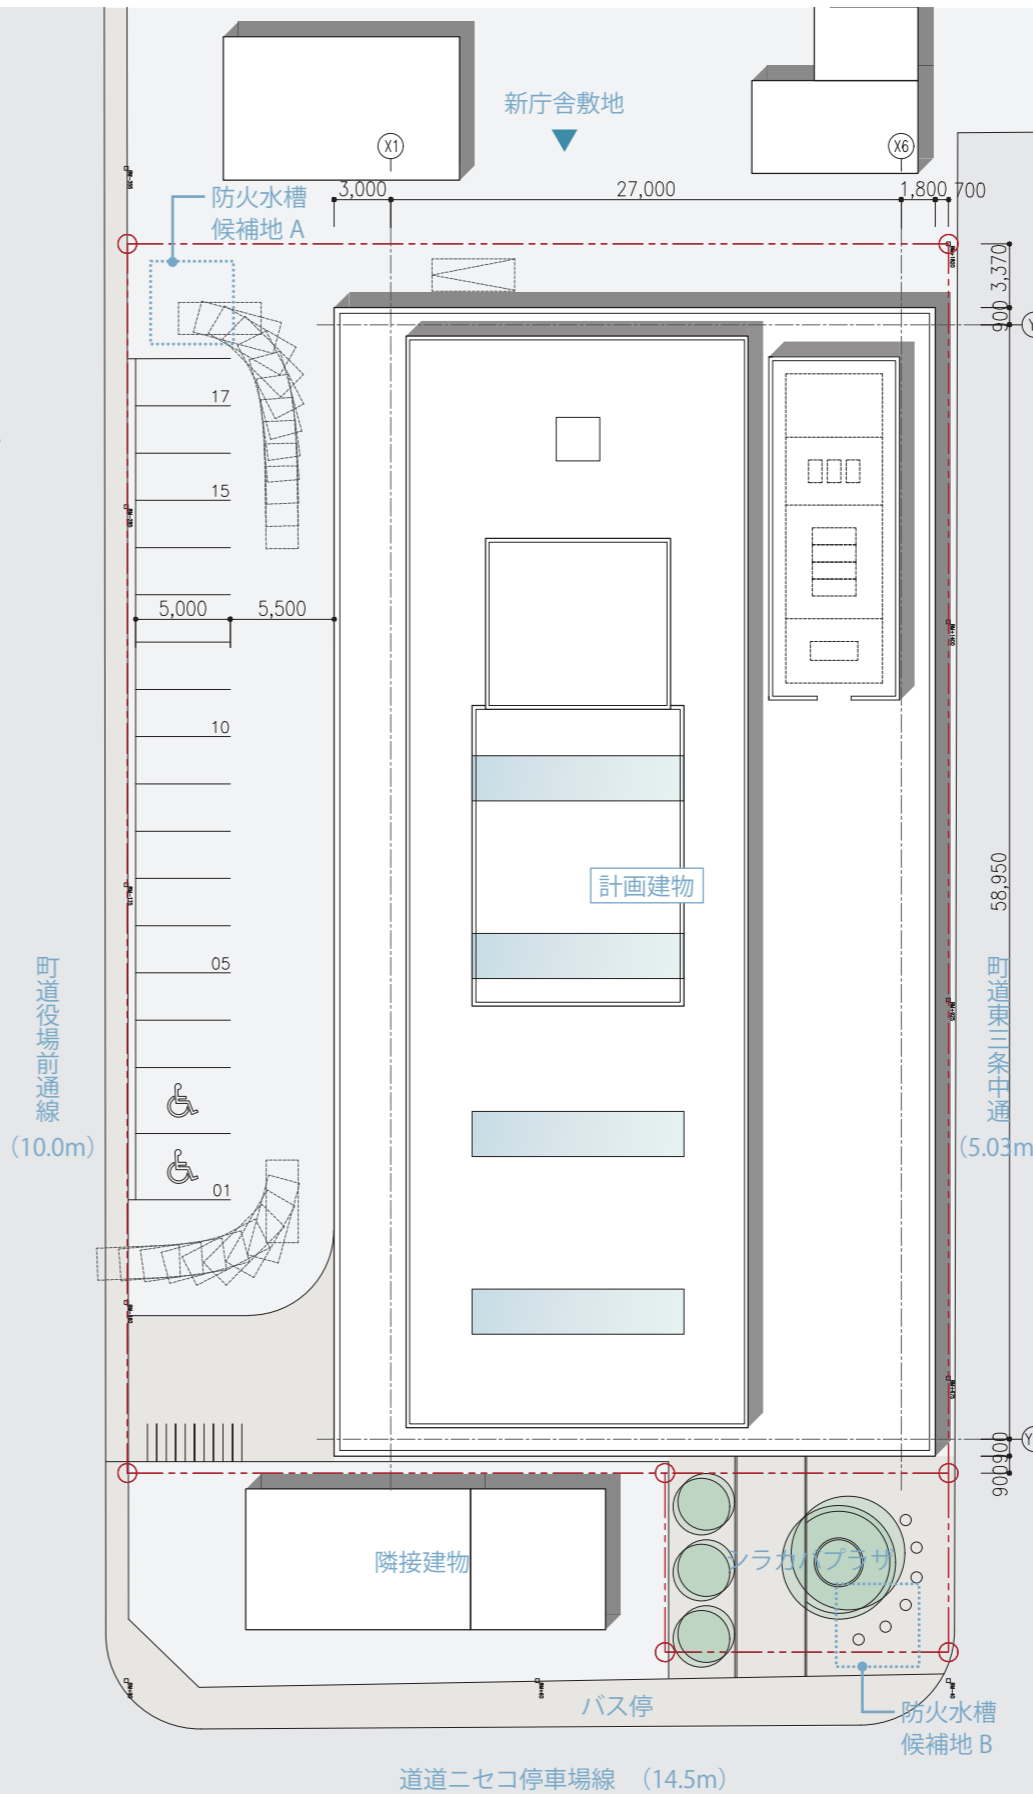 新庁舎敷地
X1
X6
3,000
27,000
1,800
700
防火水槽
候補地 A
3,370
900
Y
17
15
5,000
5,500
10
計画建物
58,950
05
町道役場前通線
(10.0m)
町道東三条中通
(5.03m
01
Y
900
900
隣接建物
シラカバプラザ
バス停
防火水槽
候補地 B
道道ニセコ停車場線 (14.5m)